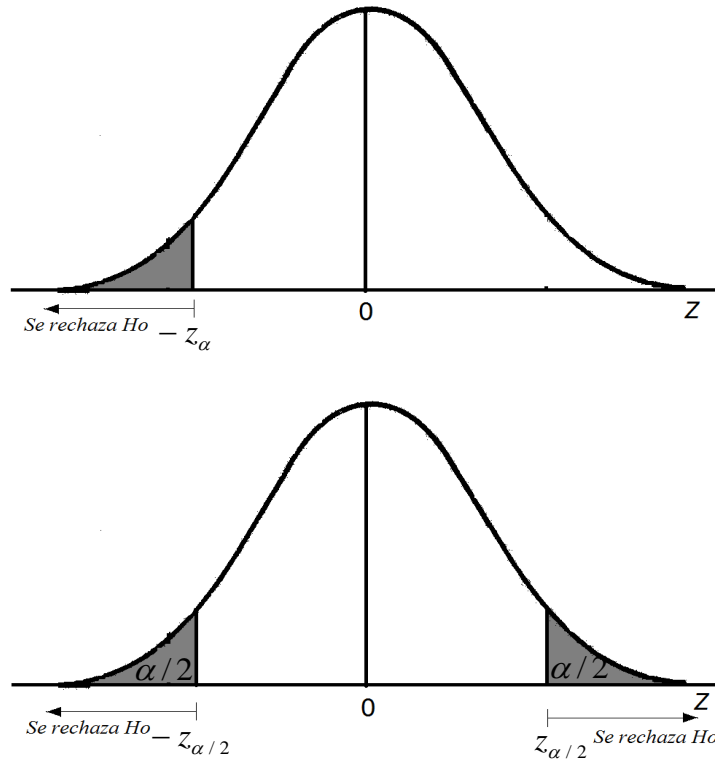 0
Z
Se rechaza Ho
− z_α
α/2
α/2
0
Z
Se rechaza Ho
− z_α/2
z_α/2
Se rechaza Ho